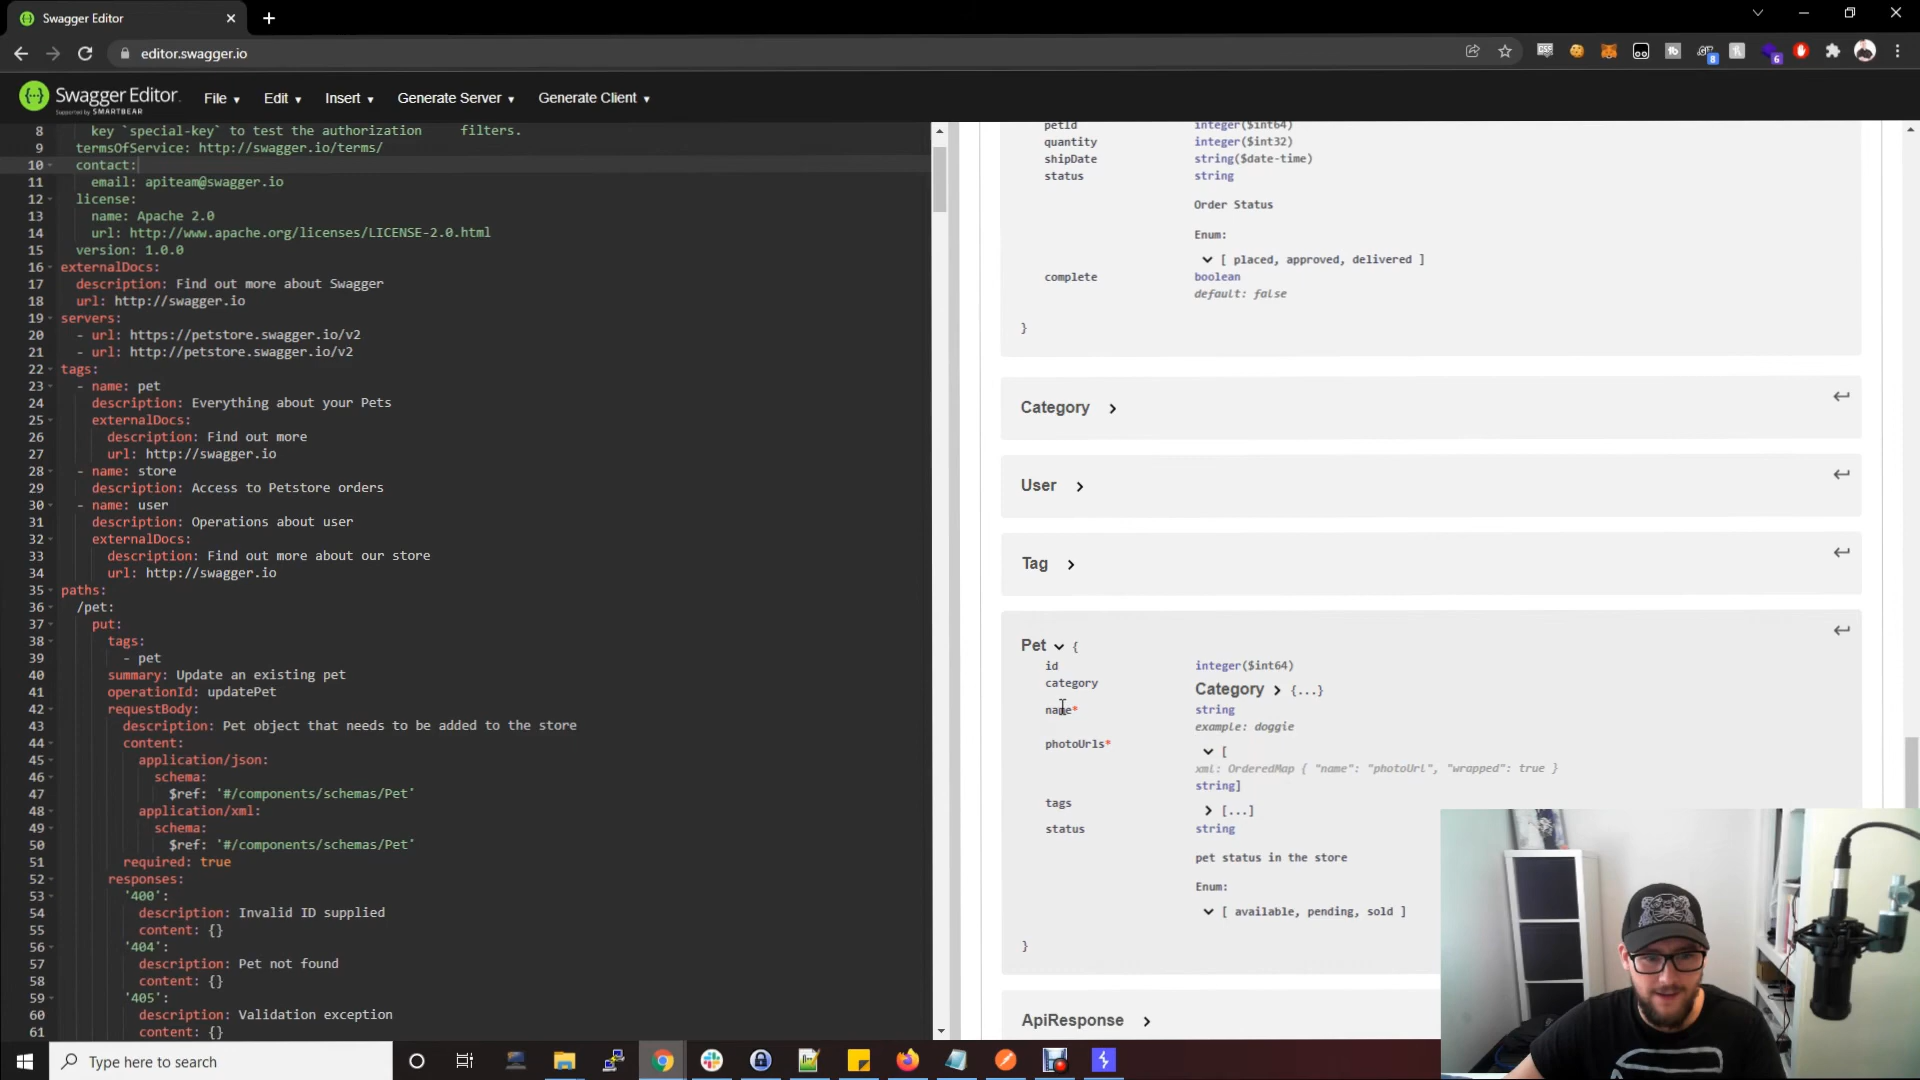 Swagger Editor
editor.swagger.io
8
6
Swagger Editor
Supported by SMARTBEAR
File
Edit
Insert
Generate Server
Generate Client
8 key `special-key` to test the authorization filters.
9 termsOfService: http://swagger.io/terms/
10 contact:
11 email: apiteam@swagger.io
12 license:
13 name: Apache 2.0
14 url: http://www.apache.org/licenses/LICENSE-2.0.html
15 version: 1.0.0
16 externalDocs:
17 description: Find out more about Swagger
18 url: http://swagger.io
19 servers:
20 - url: https://petstore.swagger.io/v2
21 - url: http://petstore.swagger.io/v2
22 tags:
23 - name: pet
24 description: Everything about your Pets
25 externalDocs:
26 description: Find out more
27 url: http://swagger.io
28 - name: store
29 description: Access to Petstore orders
30 - name: user
31 description: Operations about user
32 externalDocs:
33 description: Find out more about our store
34 url: http://swagger.io
35 paths:
36 /pet:
37 put:
38 tags:
39 - pet
40 summary: Update an existing pet
41 operationId: updatePet
42 requestBody:
43 description: Pet object that needs to be added to the store
44 content:
45 application/json:
46 schema:
47 $ref: '#/components/schemas/Pet'
48 application/xml:
49 schema:
50 $ref: '#/components/schemas/Pet'
51 required: true
52 responses:
53 '400':
54 description: Invalid ID supplied
55 content: {}
56 '404':
57 description: Pet not found
58 content: {}
59 '405':
60 description: Validation exception
61 content: {}
petId integer($int64)
quantity integer($int32)
shipDate string($date-time)
status string
Order Status
Enum:
[ placed, approved, delivered ]
complete boolean
default: false
}
Category
User
Tag
Pet {
id integer($int64)
category Category {...}
name* string
example: doggie
photoUrls* [
xml: OrderedMap { "name": "photoUrl", "wrapped": true }
string]
tags [...]
status string
pet status in the store
Enum:
[ available, pending, sold ]
}
ApiResponse
Type here to search